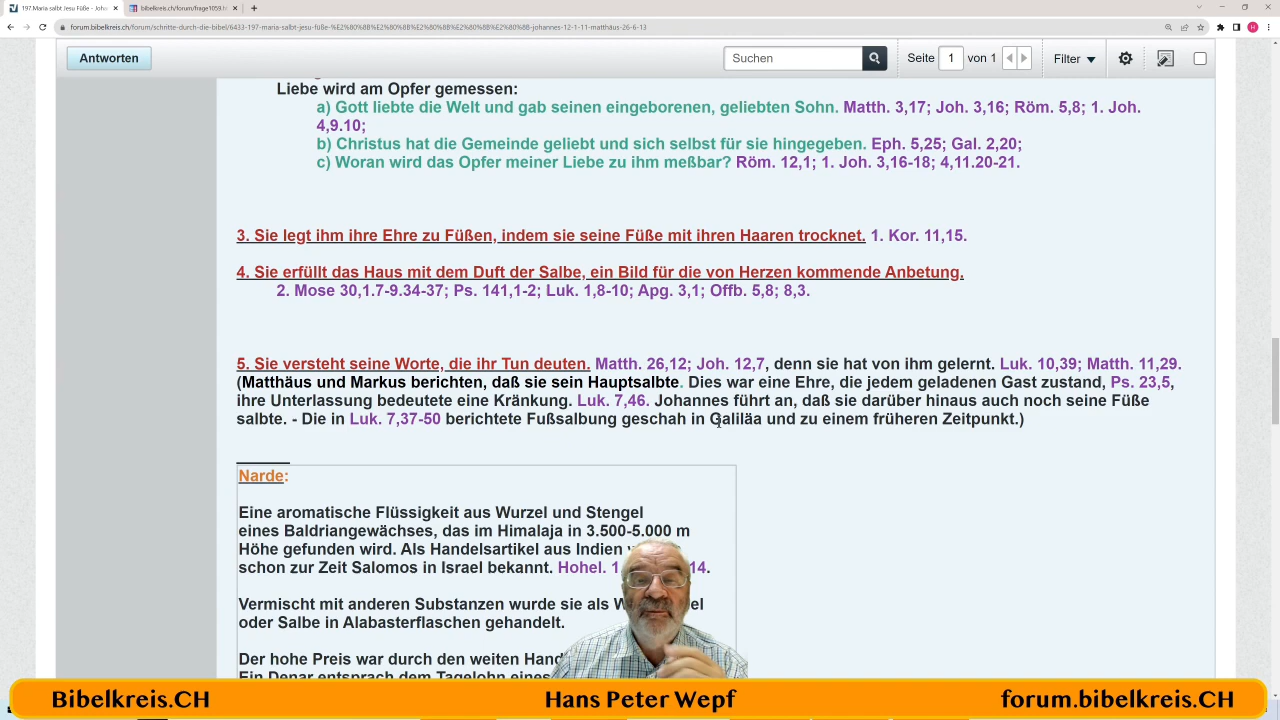 197.Maria salbt Jesu Füße - Joha
bibelkreis.ch/forum/frage1059.h
forum.bibelkreis.ch/forum/schritte-durch-die-bibel/6433-197-maria-salbt-jesu-füße-%E2%80%8B%E2%80%8B%E2%80%8B%E2%80%8B%E2%80%8B-johannes-12-1-11-matthäus-26-6-13
Antworten
Suchen
Seite 1 von 1
Filter
Liebe wird am Opfer gemessen:
a) Gott liebte die Welt und gab seinen eingeborenen, geliebten Sohn. Matth. 3,17; Joh. 3,16; Röm. 5,8; 1. Joh.
4,9.10;
b) Christus hat die Gemeinde geliebt und sich selbst für sie hingegeben. Eph. 5,25; Gal. 2,20;
c) Woran wird das Opfer meiner Liebe zu ihm meßbar? Röm. 12,1; 1. Joh. 3,16-18; 4,11.20-21.
3. Sie legt ihm ihre Ehre zu Füßen, indem sie seine Füße mit ihren Haaren trocknet. 1. Kor. 11,15.
4. Sie erfüllt das Haus mit dem Duft der Salbe, ein Bild für die von Herzen kommende Anbetung.
2. Mose 30,1.7-9.34-37; Ps. 141,1-2; Luk. 1,8-10; Apg. 3,1; Offb. 5,8; 8,3.
5. Sie versteht seine Worte, die ihr Tun deuten. Matth. 26,12; Joh. 12,7, denn sie hat von ihm gelernt. Luk. 10,39; Matth. 11,29.
(Matthäus und Markus berichten, daß sie sein Hauptsalbte. Dies war eine Ehre, die jedem geladenen Gast zustand, Ps. 23,5,
ihre Unterlassung bedeutete eine Kränkung. Luk. 7,46. Johannes führt an, daß sie darüber hinaus auch noch seine Füße
salbte. - Die in Luk. 7,37-50 berichtete Fußsalbung geschah in Galiläa und zu einem früheren Zeitpunkt.)
Narde:
Eine aromatische Flüssigkeit aus Wurzel und Stengel
eines Baldriangewächses, das im Himalaja in 3.500-5.000 m
Höhe gefunden wird. Als Handelsartikel aus Indien
schon zur Zeit Salomos in Israel bekannt. Hohel. 1 14.
Vermischt mit anderen Substanzen wurde sie als
oder Salbe in Alabasterflaschen gehandelt.
Der hohe Preis war durch den weiten
Ein Denar entsprach dem Tagelohn eines
Bibelkreis.CH
Hans Peter Wepf
forum.bibelkreis.CH